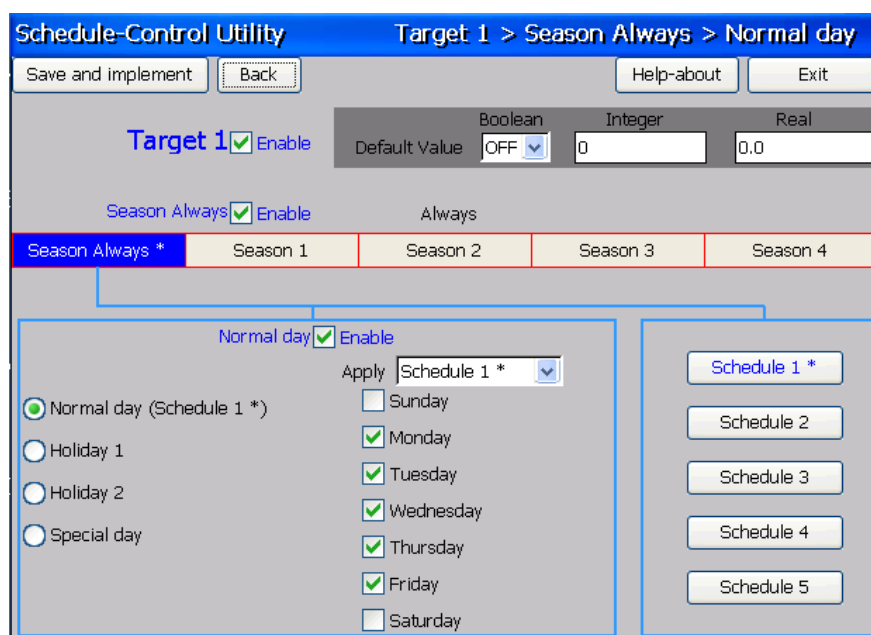 Schedule-Control Utility Target 1 > Season Always > Normal day
Save and implement Back Help-about Exit
Boolean Integer Real
Target 1 Enable Default Value OFF 0 0.0
Season Always Enable Always
Season Always * Season 1 Season 2 Season 3 Season 4
Normal day Enable
Apply Schedule 1 *
Normal day (Schedule 1 *)
Holiday 1
Holiday 2
Special day
Sunday
Monday
Tuesday
Wednesday
Thursday
Friday
Saturday
Schedule 1 *
Schedule 2
Schedule 3
Schedule 4
Schedule 5